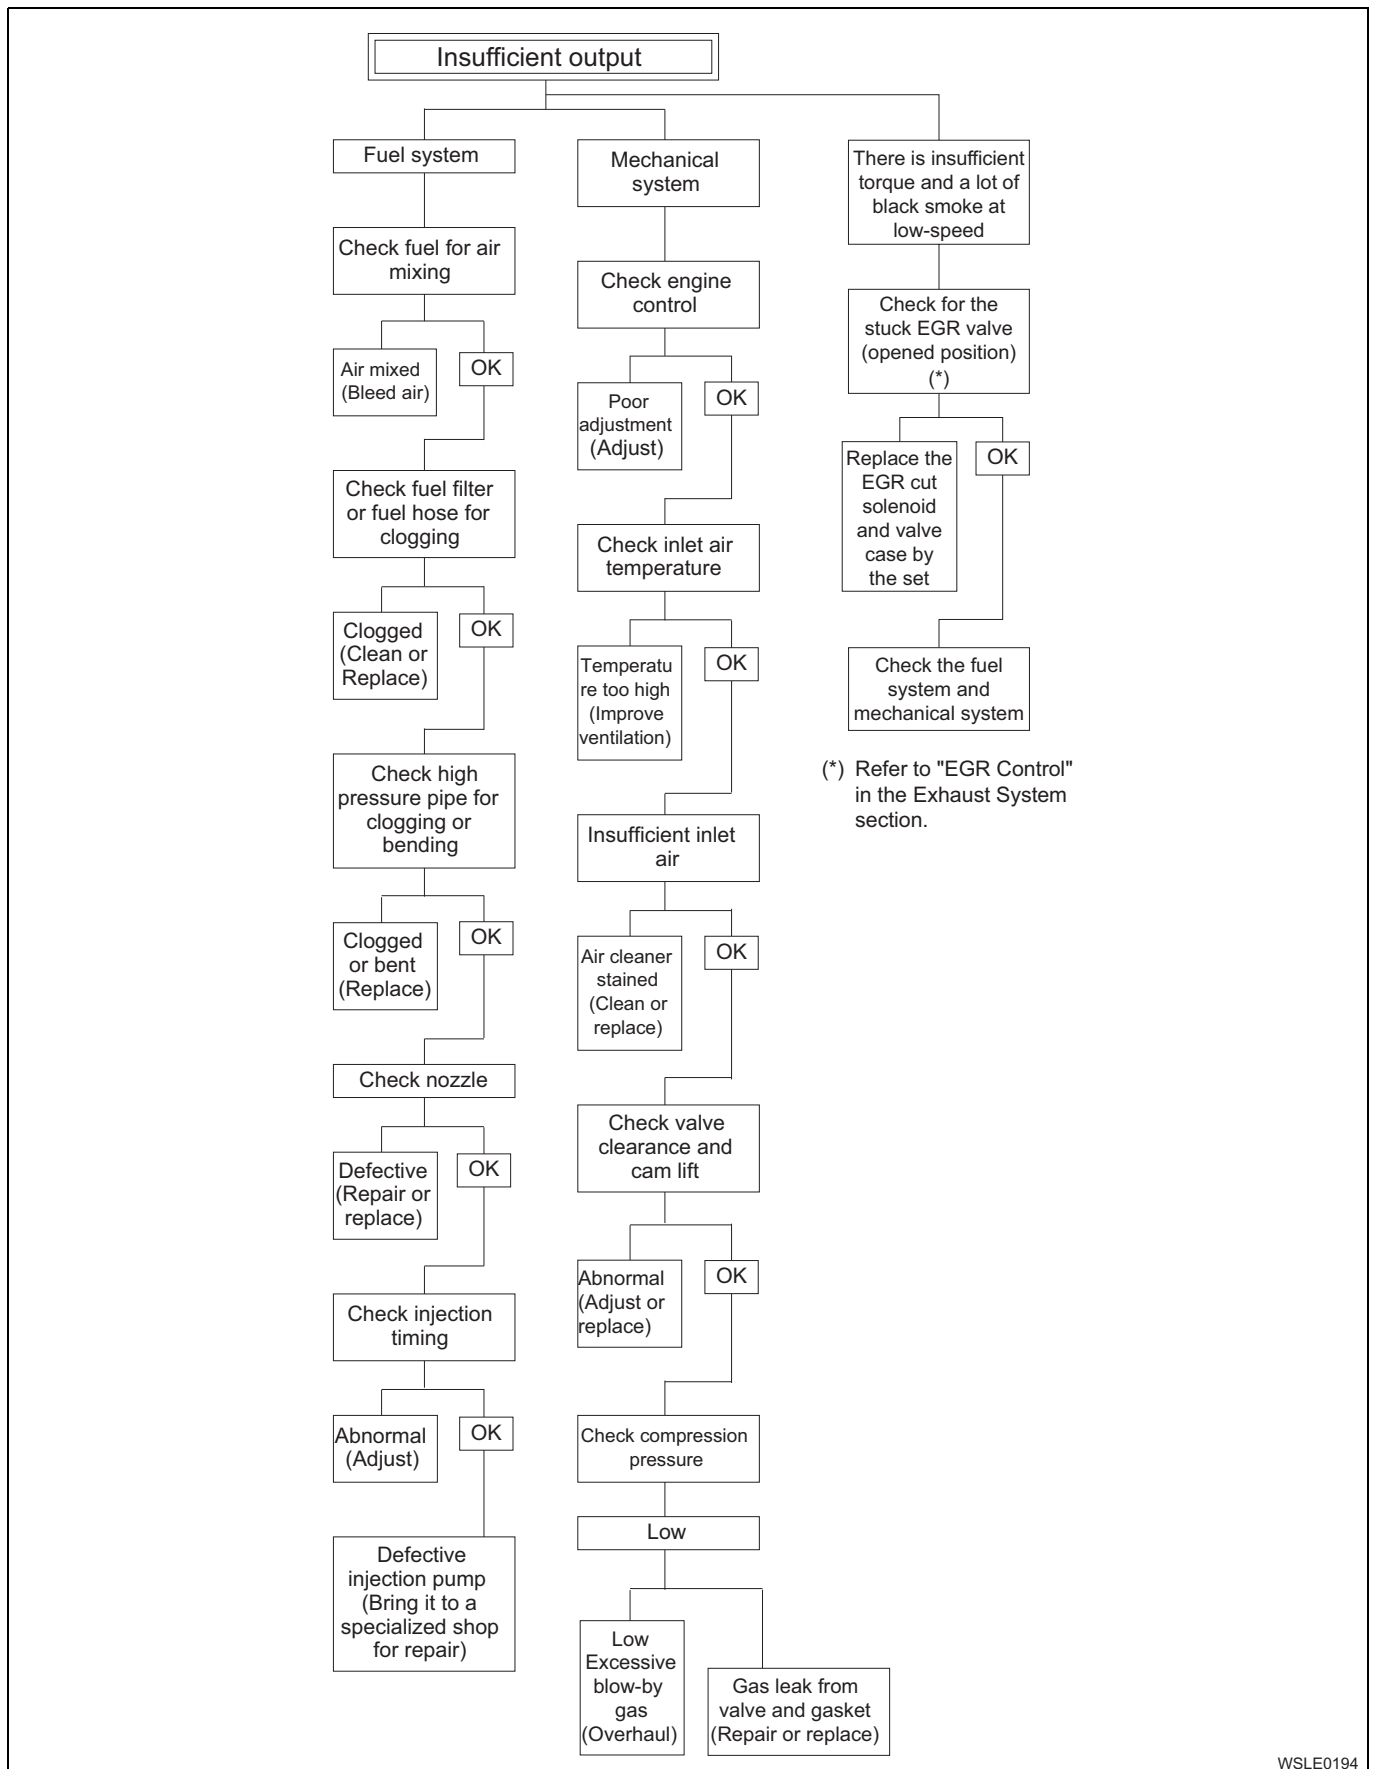 Insufficient output
Fuel system
Check fuel for air
mixing
Air mixed
(Bleed air)
OK
Check fuel filter
or fuel hose for
clogging
Clogged
(Clean or
Replace)
OK
Check high
pressure pipe for
clogging or
bending
Clogged
or bent
(Replace)
OK
Check nozzle
Defective
(Repair or
replace)
OK
Check injection
timing
Abnormal
(Adjust)
OK
Defective
injection pump
(Bring it to a
specialized shop
for repair)
Mechanical
system
Check engine
control
Poor
adjustment
(Adjust)
OK
Check inlet air
temperature
Temperatu
re too high
(Improve
ventilation)
OK
Insufficient inlet
air
Air cleaner
stained
(Clean or
replace)
OK
Check valve
clearance and
cam lift
Abnormal
(Adjust or
replace)
OK
Check compression
pressure
Low
Low
Excessive
blow-by
gas
(Overhaul)
Gas leak from
valve and gasket
(Repair or replace)
There is insufficient
torque and a lot of
black smoke at
low-speed
Check for the
stuck EGR valve
(opened position)
(*)
Replace the
EGR cut
solenoid
and valve
case by
the set
OK
Check the fuel
system and
mechanical system
(*) Refer to "EGR Control"
in the Exhaust System
section.
WSLE0194